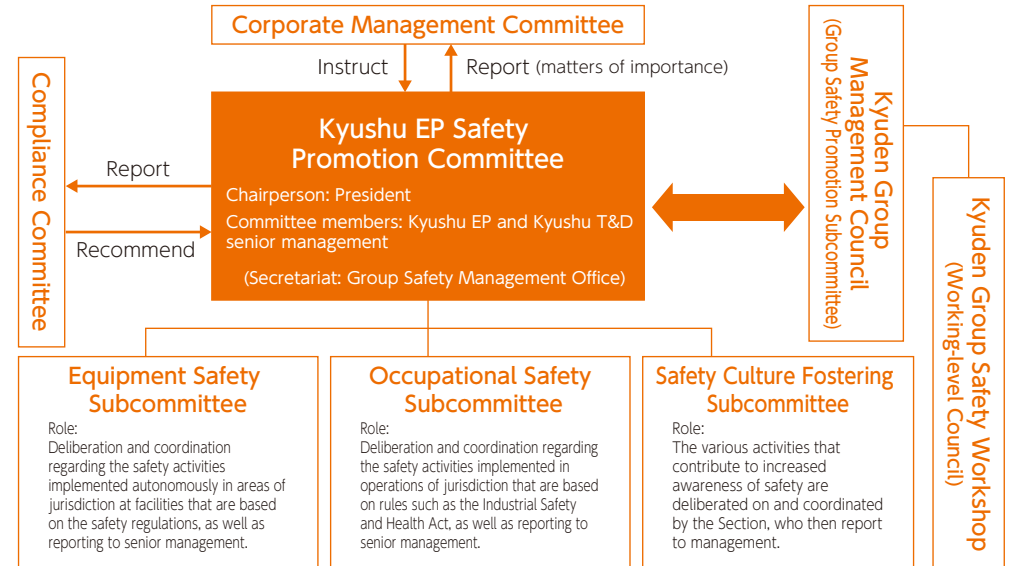 Corporate Management Committee
Instruct
Report (matters of importance)
Compliance Committee
Report
Recommend
Kyushu EP Safety
Promotion Committee
Chairperson: President
Committee members: Kyushu EP and Kyushu T&D
senior management
(Secretariat: Group Safety Management Office)
Kyuden Group
Management Council
(Group Safety Promotion Subcommittee)
Kyuden Group Safety Workshop
(Working-level Council)
Equipment Safety
Subcommittee
Role:
Deliberation and coordination
regarding the safety activities
implemented autonomously in areas of
jurisdiction at facilities that are based
on the safety regulations, as well as
reporting to senior management.
Occupational Safety
Subcommittee
Role:
Deliberation and coordination regarding
the safety activities implemented in
operations of jurisdiction that are based
on rules such as the Industrial Safety
and Health Act, as well as reporting to
senior management.
Safety Culture Fostering
Subcommittee
Role:
The various activities that
contribute to increased
awareness of safety are
deliberated on and coordinated
by the Section, who then report
to management.